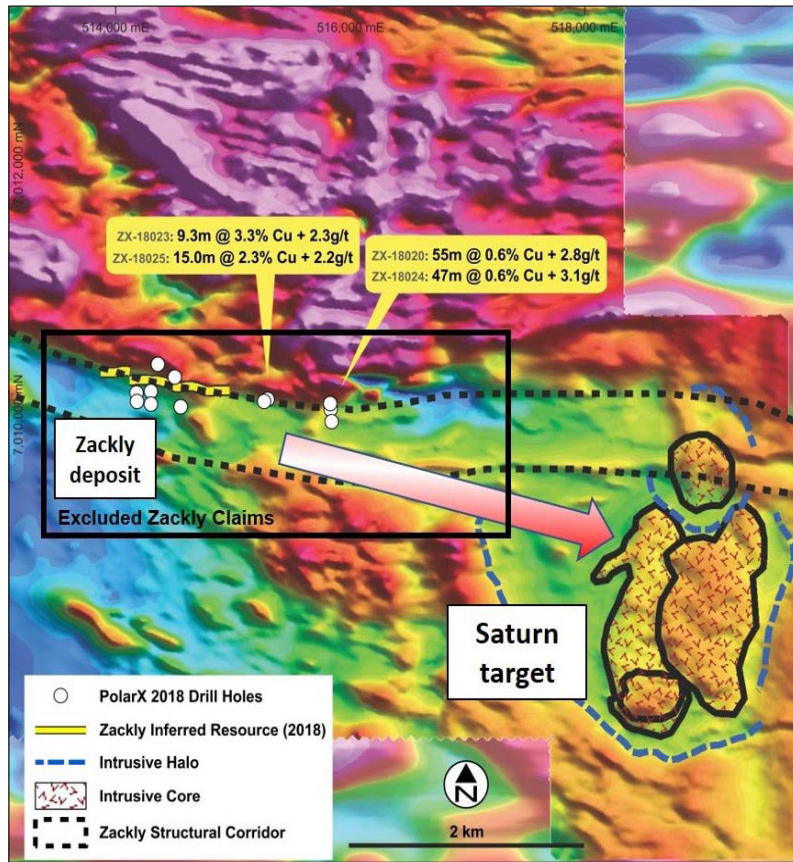 514,000 mE
516,000 mE
518,000 mE
7,012,000 mN
ZX-18023: 9.3m @ 3.3% Cu + 2.3g/t
ZX-18025: 15.0m @ 2.3% Cu + 2.2g/t
ZX-18020: 55m @ 0.6% Cu + 2.8g/t
ZX-18024: 47m @ 0.6% Cu + 3.1g/t
7,010,000 mN
Zackly
deposit
Excluded Zackly Claims
Saturn
target
PolarX 2018 Drill Holes
Zackly Inferred Resource (2018)
Intrusive Halo
Intrusive Core
Zackly Structural Corridor
N
2 km